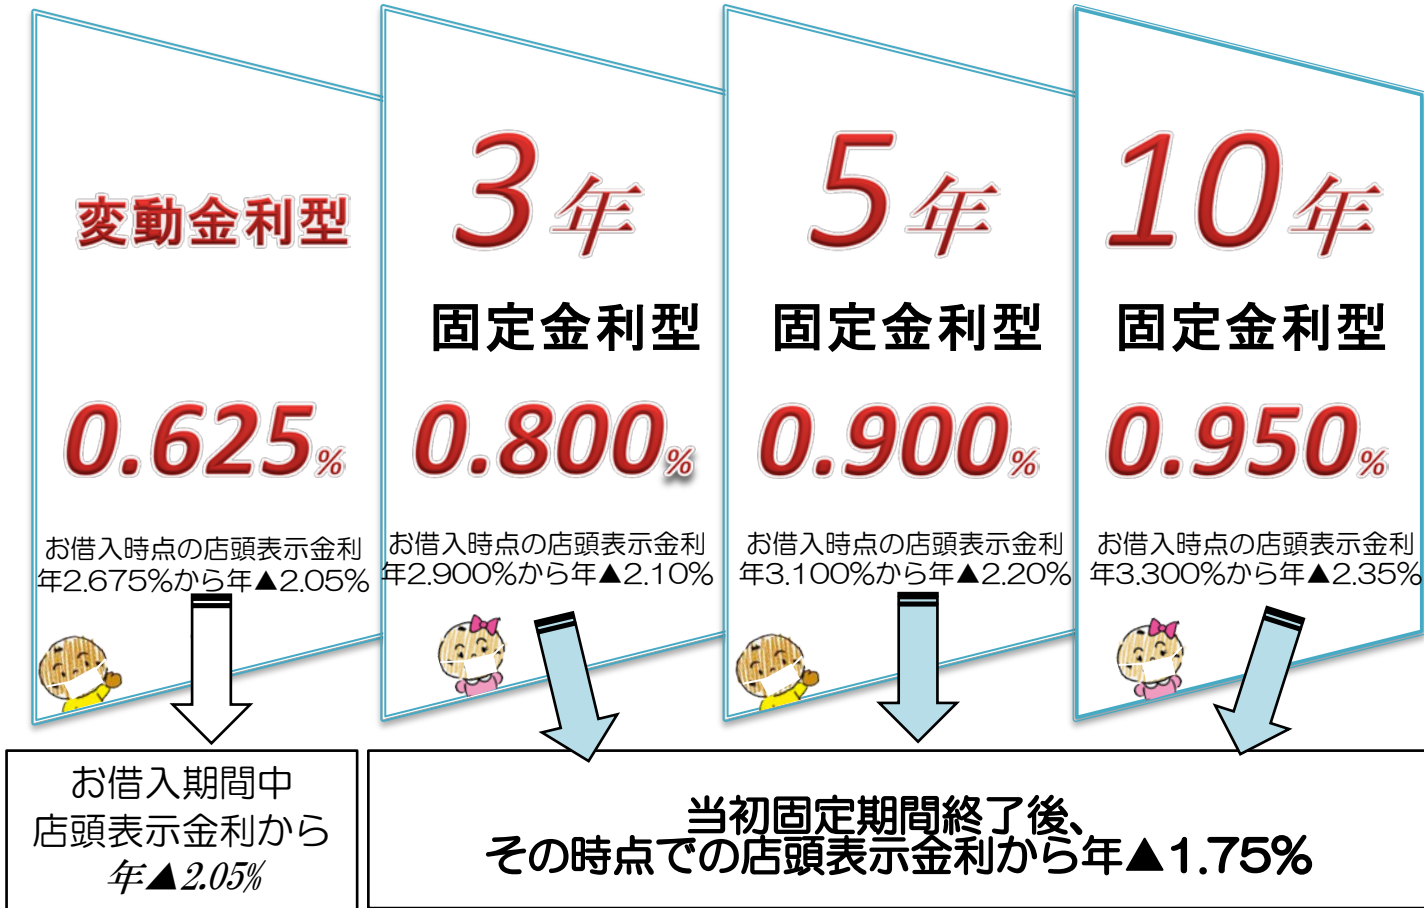 変動金利型
0.625%
お借入時点の店頭表示金利
年2.675%から年▲2.05%
3年
固定金利型
0.800%
お借入時点の店頭表示金利
年2.900%から年▲2.10%
5年
固定金利型
0.900%
お借入時点の店頭表示金利
年3.100%から年▲2.20%
10年
固定金利型
0.950%
お借入時点の店頭表示金利
年3.300%から年▲2.35%
お借入期間中
店頭表示金利から
年▲2.05%
当初固定期間終了後、
その時点での店頭表示金利から年▲1.75%